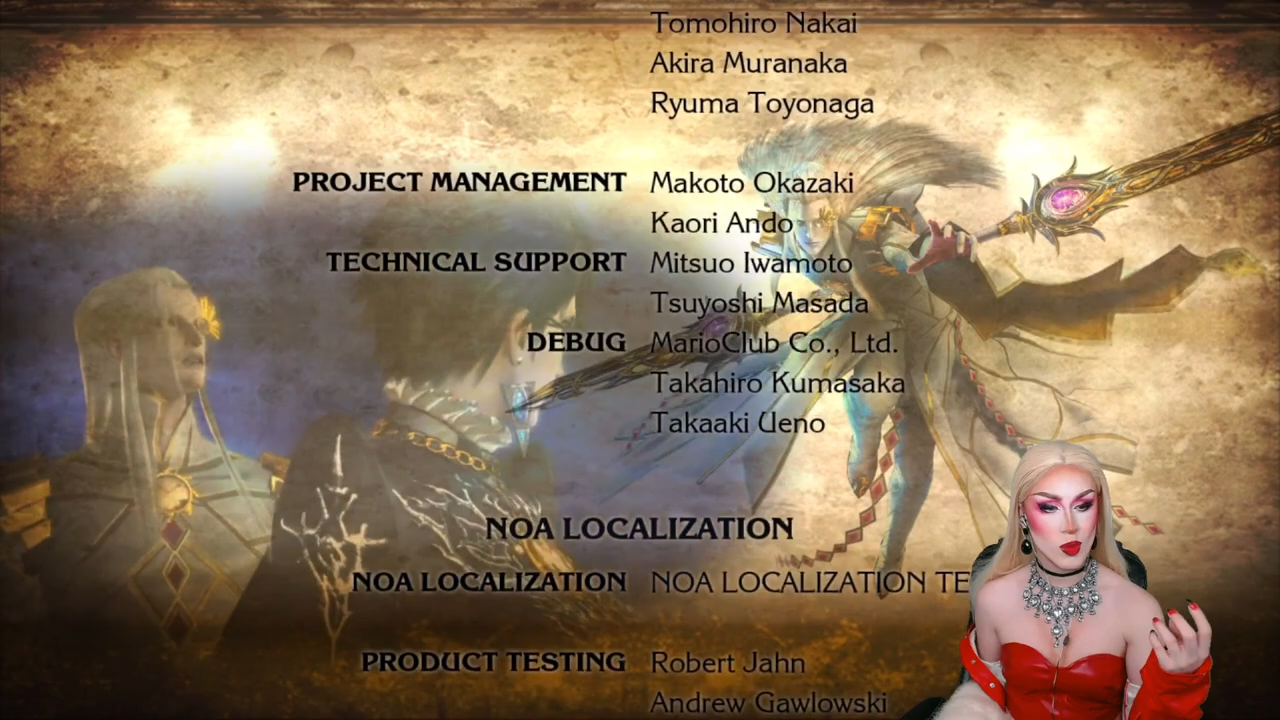 Tomohiro Nakai
Akira Muranaka
Ryuma Toyonaga
PROJECT MANAGEMENT Makoto Okazaki
Kaori Ando
TECHNICAL SUPPORT Mitsuo Iwamoto
Tsuyoshi Masada
DEBUG MarioClub Co., Ltd.
Takahiro Kumasaka
Takaaki Ueno
NOA LOCALIZATION
NOA LOCALIZATION NOA LOCALIZATION TE
PRODUCT TESTING Robert Jahn
Andrew Gawlowski